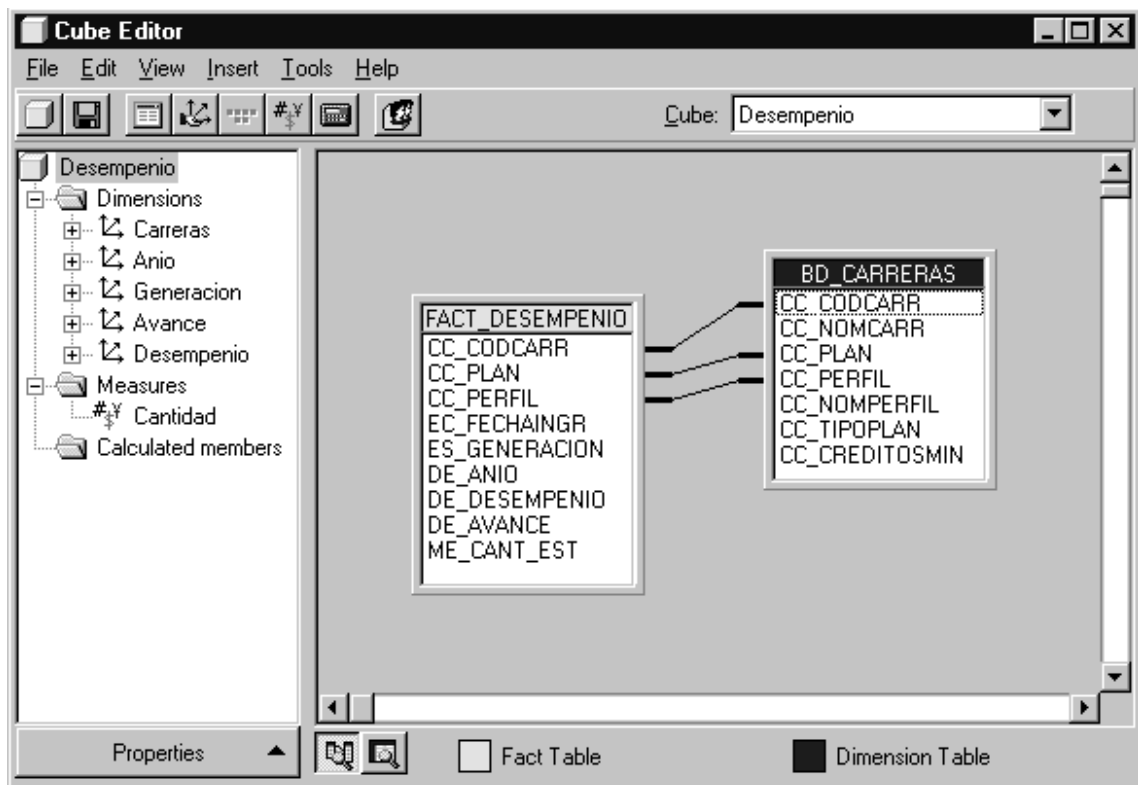 Cube Editor
File Edit View Insert Tools Help
Cube: Desempenio
Desempenio
Dimensions
Carreras
Anio
Generacion
Avance
Desempenio
Measures
Cantidad
Calculated members
FACT_DESEMPENIO
CC_CODCARR
CC_PLAN
CC_PERFIL
EC_FECHAINGR
ES_GENERACION
DE_ANIO
DE_DESEMPENIO
DE_AVANCE
ME_CANT_EST
BD_CARRERAS
CC_CODCARR
CC_NOMCARR
CC_PLAN
CC_PERFIL
CC_NOMPERFIL
CC_TIPOPLAN
CC_CREDITOSMIN
Properties
Fact Table
Dimension Table